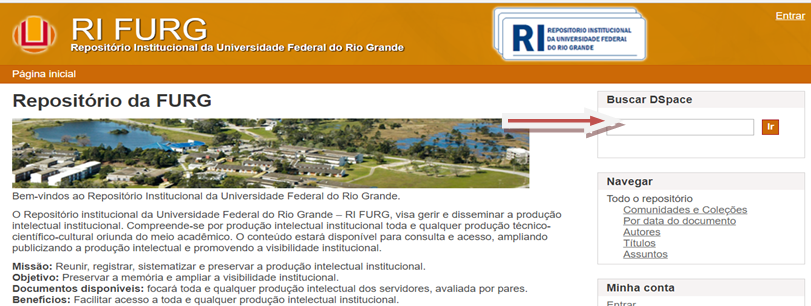 RI FURG
Repositório Institucional da Universidade Federal do Rio Grande
RI REPOSITORIO INSTITUCIONAL
DA UNIVERSIDADE FEDERAL
DO RIO GRANDE
Entrar
Página inicial
Repositório da FURG
Bem-vindos ao Repositório Institucional da Universidade Federal do Rio Grande.
O Repositório institucional da Universidade Federal do Rio Grande – RI FURG, visa gerir e disseminar a produção
intelectual institucional. Compreende-se por produção intelectual institucional toda e qualquer produção técnico-
científico-cultural oriunda do meio acadêmico. O conteúdo estará disponível para consulta e acesso, ampliando
publicizando a produção intelectual e promovendo a visibilidade institucional.
Missão: Reunir, registrar, sistematizar e preservar a produção intelectual institucional.
Objetivo: Preservar a memória e ampliar a visibilidade institucional.
Documentos disponíveis: focará toda e qualquer produção intelectual dos servidores, avaliada por pares.
Benefícios: Facilitar acesso a toda e qualquer produção intelectual institucional.
Buscar DSpace
Ir
Navegar
Todo o repositório
Comunidades e Coleções
Por data do documento
Autores
Títulos
Assuntos
Minha conta
Entrar